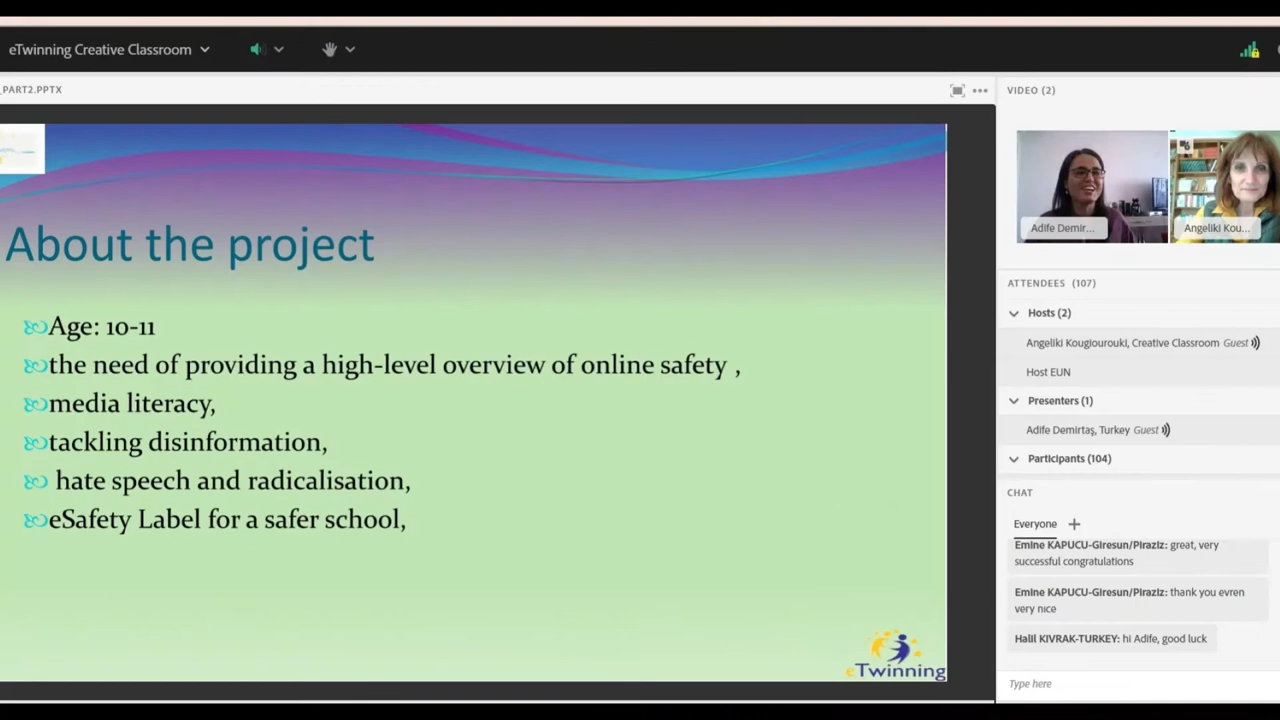 eTwinning Creative Classroom
_PART2.PPTX
About the project
Age: 10-11
the need of providing a high-level overview of online safety ,
media literacy,
tackling disinformation,
hate speech and radicalisation,
eSafety Label for a safer school,
eTwinning
VIDEO (2)
Adife Demir...
Angeliki Kou...
ATTENDEES (107)
Hosts (2)
Angeliki Kougiourouki, Creative Classroom Guest
Host EUN
Presenters (1)
Adife Demirtaş, Turkey Guest
Participants (104)
CHAT
Everyone
Emine KAPUCU-Giresun/Piraziz: great, very
successful congratulations
Emine KAPUCU-Giresun/Piraziz: thank you evren
very nıce
Halil KIVRAK-TURKEY: hi Adife, good luck
Type here